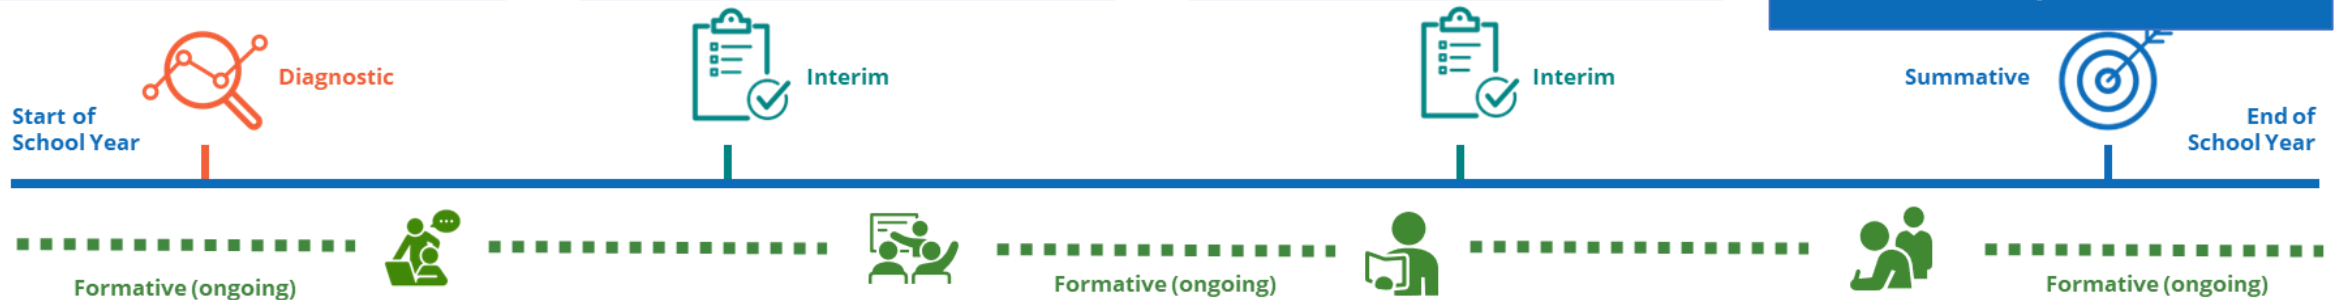 Diagnostic
Interim
Interim
Summative
Start of
School Year
End of
School Year
Formative (ongoing)
Formative (ongoing)
Formative (ongoing)